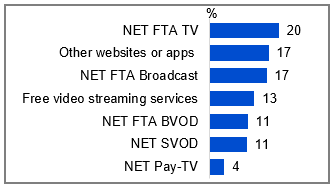 %
NET FTA TV 20
Other websites or apps 17
NET FTA Broadcast 17
Free video streaming services 13
NET FTA BVOD 11
NET SVOD 11
NET Pay-TV 4